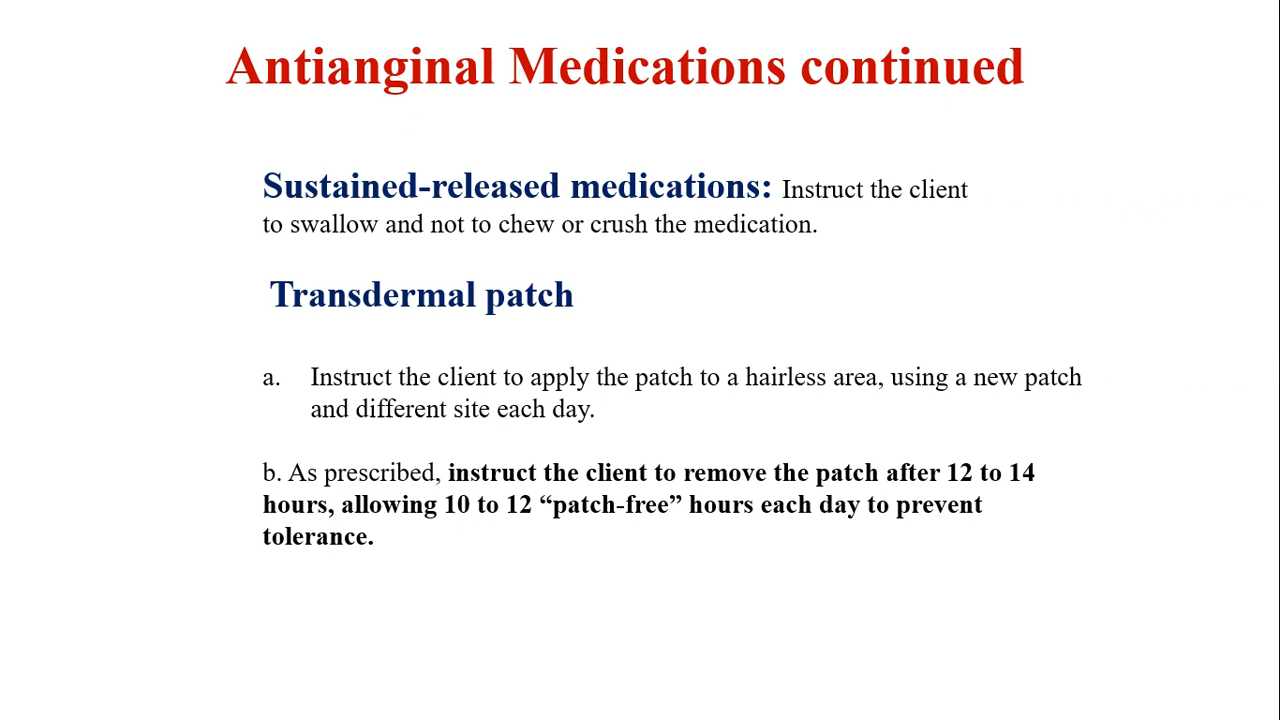 Antianginal Medications continued
Sustained-released medications: Instruct the client
to swallow and not to chew or crush the medication.
Transdermal patch
a. Instruct the client to apply the patch to a hairless area, using a new patch
and different site each day.
b. As prescribed, instruct the client to remove the patch after 12 to 14
hours, allowing 10 to 12 “patch-free” hours each day to prevent
tolerance.